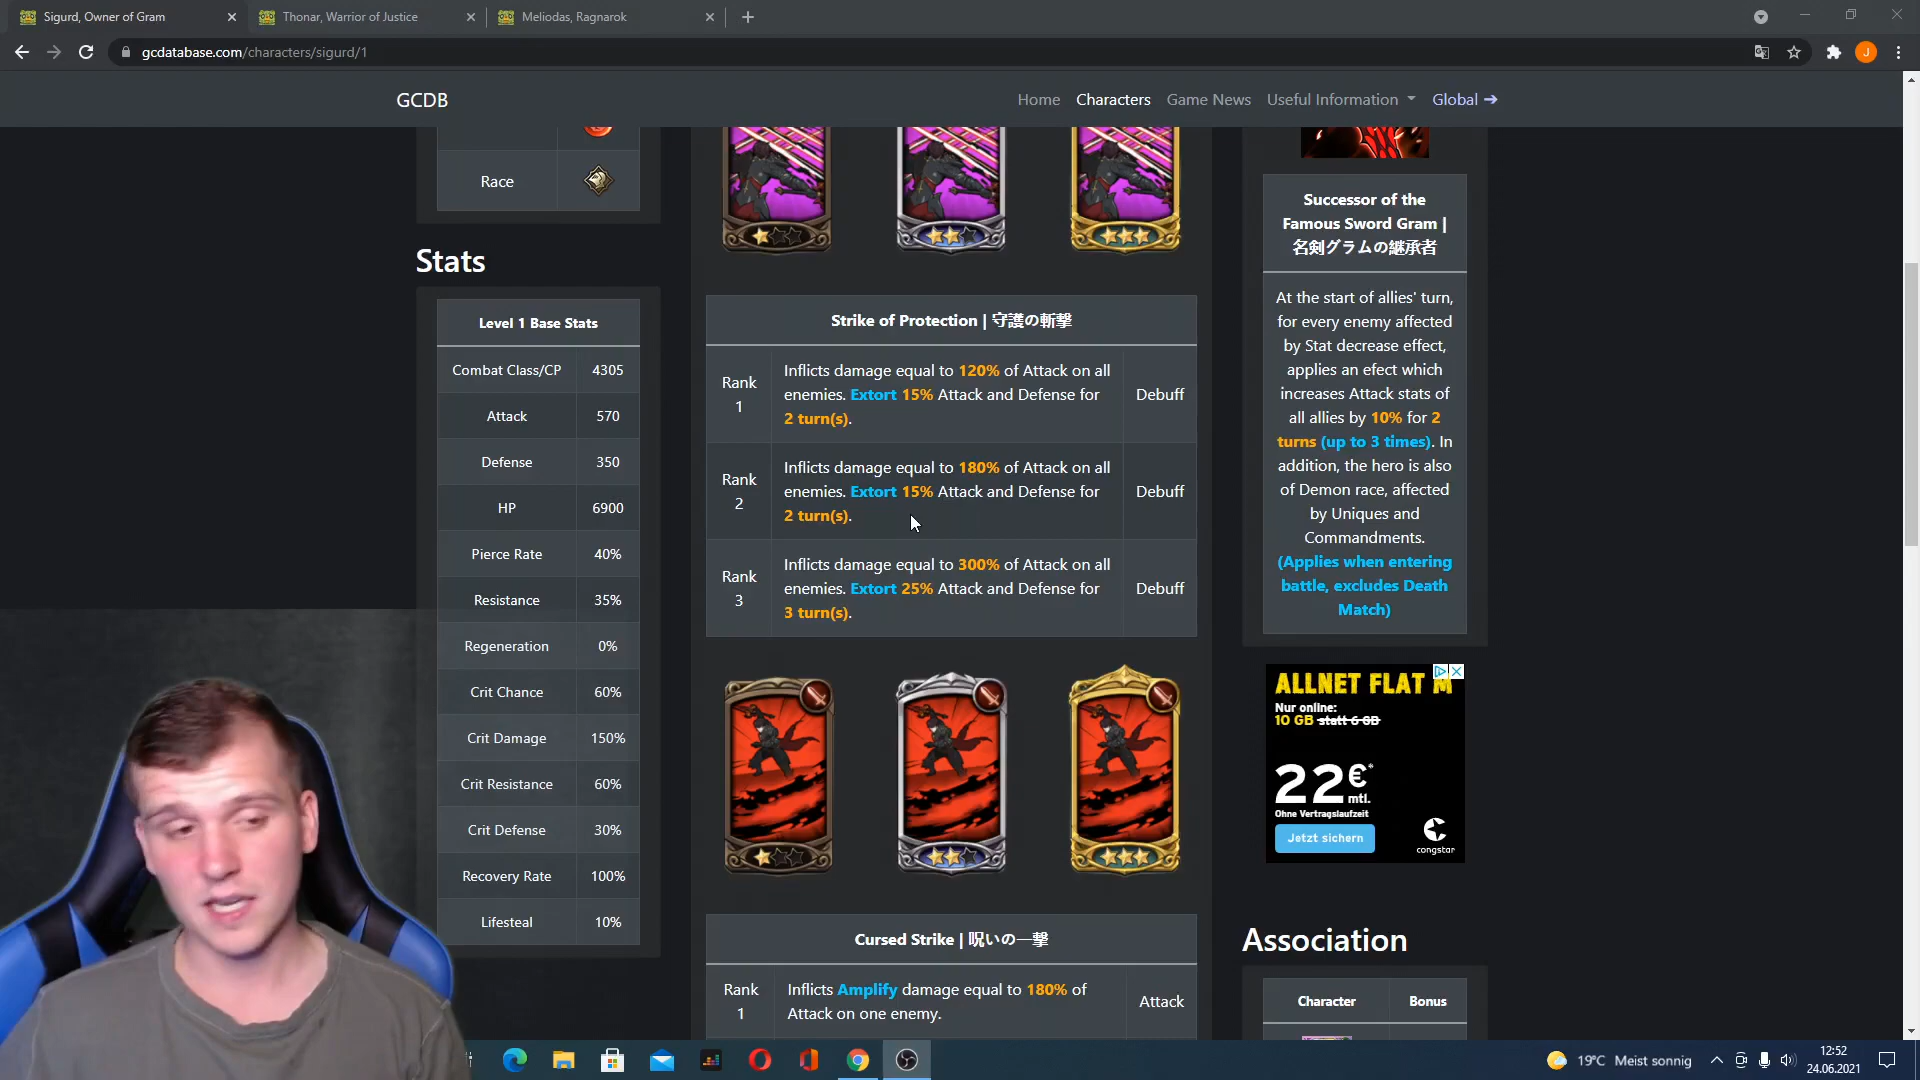 Sigurd, Owner of Gram
Thonar, Warrior of Justice
Meliodas, Ragnarok
gcdatabase.com/characters/sigurd/1
J
GCDB
Home
Characters
Game News
Useful Information
Global
Race
Stats
Level 1 Base Stats
Combat Class/CP 4305
Attack 570
Defense 350
HP 6900
Pierce Rate 40%
Resistance 35%
Regeneration 0%
Crit Chance 60%
Crit Damage 150%
Crit Resistance 60%
Crit Defense 30%
Recovery Rate 100%
Lifesteal 10%
Strike of Protection | 守護の斬撃
Rank 1
Inflicts damage equal to 120% of Attack on all
enemies. Extort 15% Attack and Defense for
2 turn(s).
Debuff
Rank 2
Inflicts damage equal to 180% of Attack on all
enemies. Extort 15% Attack and Defense for
2 turn(s).
Debuff
Rank 3
Inflicts damage equal to 300% of Attack on all
enemies. Extort 25% Attack and Defense for
3 turn(s).
Debuff
Cursed Strike | 呪いの一撃
Rank 1
Inflicts Amplify damage equal to 180% of
Attack on one enemy.
Attack
Successor of the
Famous Sword Gram |
名剣グラムの継承者
At the start of allies' turn,
for every enemy affected
by Stat decrease effect,
applies an efect which
increases Attack stats of
all allies by 10% for 2
turns (up to 3 times). In
addition, the hero is also
of Demon race, affected
by Uniques and
Commandments.
(Applies when entering
battle, excludes Death
Match)
ALLNET FLAT M
Nur online:
10 GB statt 6 GB
22€*
mtl.
Ohne Vertragslaufzeit
Jetzt sichern
congstar
Association
Character
Bonus
19°C Meist sonnig
12:52
24.06.2021